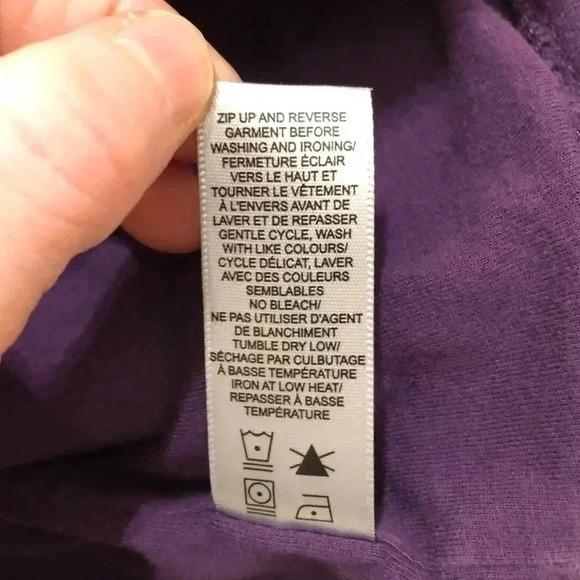 ZIP UP AND REVERSE
GARMENT BEFORE
WASHING AND IRONING/
FERMETURE ÉCLAIR
VERS LE HAUT ET
TOURNER LE VÊTEMENT
À L'ENVERS AVANT DE
LAVER ET DE REPASSER
GENTLE CYCLE, WASH
WITH LIKE COLOURS/
CYCLE DÉLICAT, LAVER
AVEC DES COULEURS
SEMBLABLES
NO BLEACH/
NE PAS UTILISER D'AGENT
DE BLANCHIMENT
TUMBLE DRY LOW/
SÉCHAGE PAR CULBUTAGE
À BASSE TEMPÉRATURE
IRON AT LOW HEAT/
REPASSER À BASSE
TEMPÉRATURE